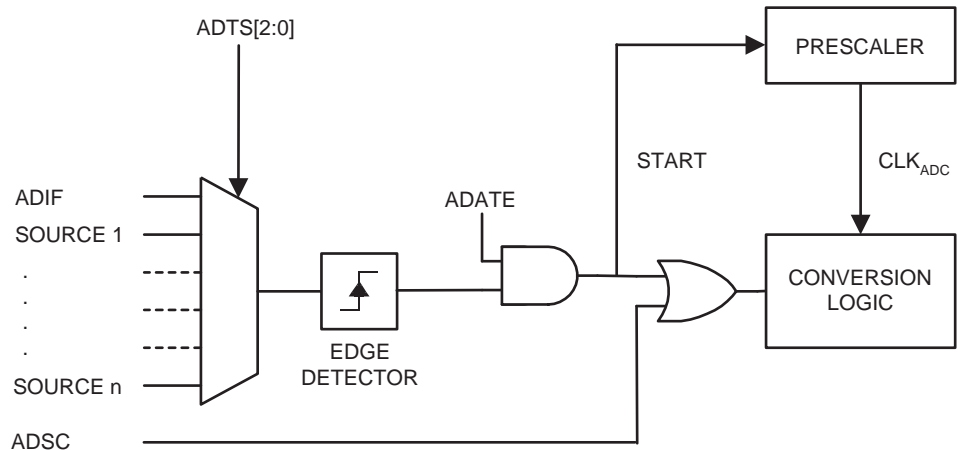 ADTS[2:0]
PRESCALER
START
CLKADC
ADIF
ADATE
SOURCE 1
.
.
.
.
CONVERSION
LOGIC
EDGE
DETECTOR
SOURCE n
ADSC